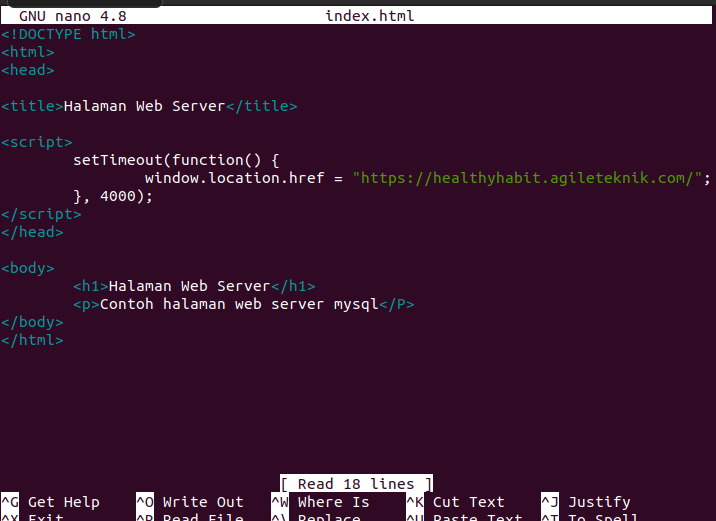 GNU nano 4.8 index.html
<!DOCTYPE html>
<html>
<head>
<title>Halaman Web Server</title>
<script>
setTimeout(function() {
window.location.href = "https://healthyhabit.agileteknik.com/";
}, 4000);
</script>
</head>
<body>
<h1>Halaman Web Server</h1>
<p>Contoh halaman web server mysql</P>
</body>
</html>
[ Read 18 lines ]
^G Get Help ^O Write Out ^W Where Is ^K Cut Text ^J Justify
^X Exit ^R Read File ^\ Replace ^U Paste Text ^T To Spell